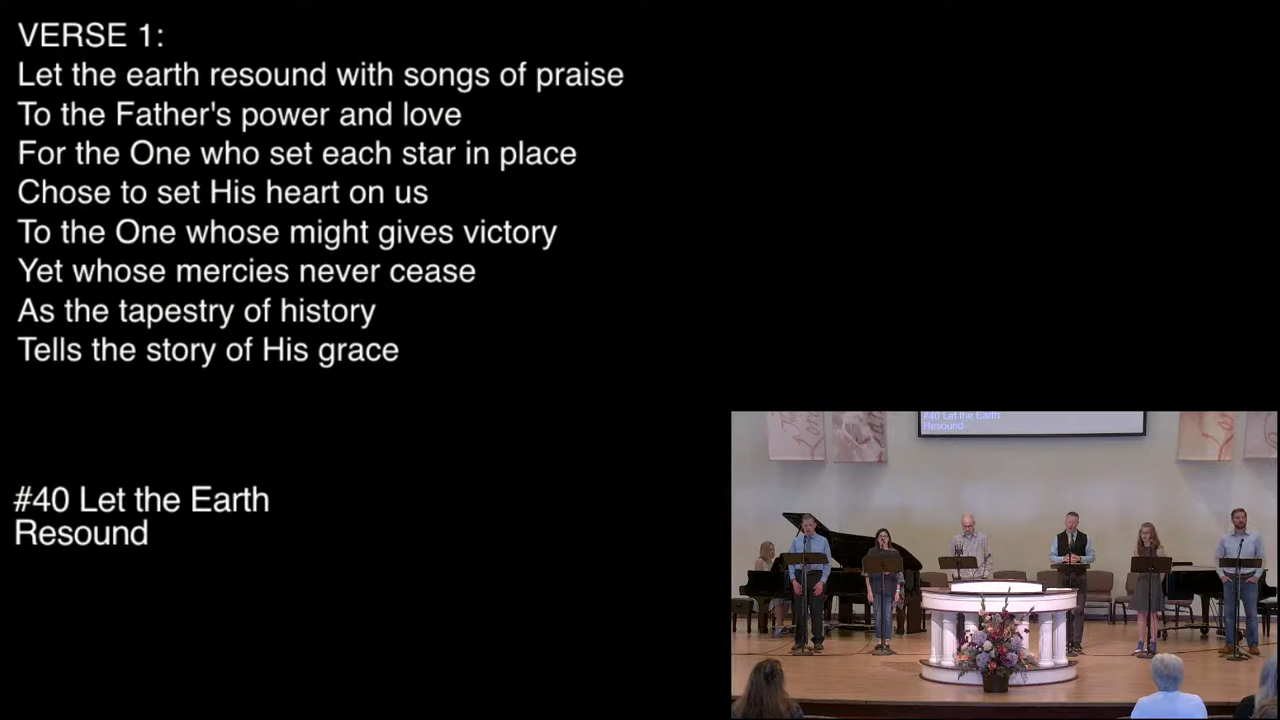 VERSE 1:
Let the earth resound with songs of praise
To the Father's power and love
For the One who set each star in place
Chose to set His heart on us
To the One whose might gives victory
Yet whose mercies never cease
As the tapestry of history
Tells the story of His grace
#40 Let the Earth
Resound
#40 Let the Earth
Resound